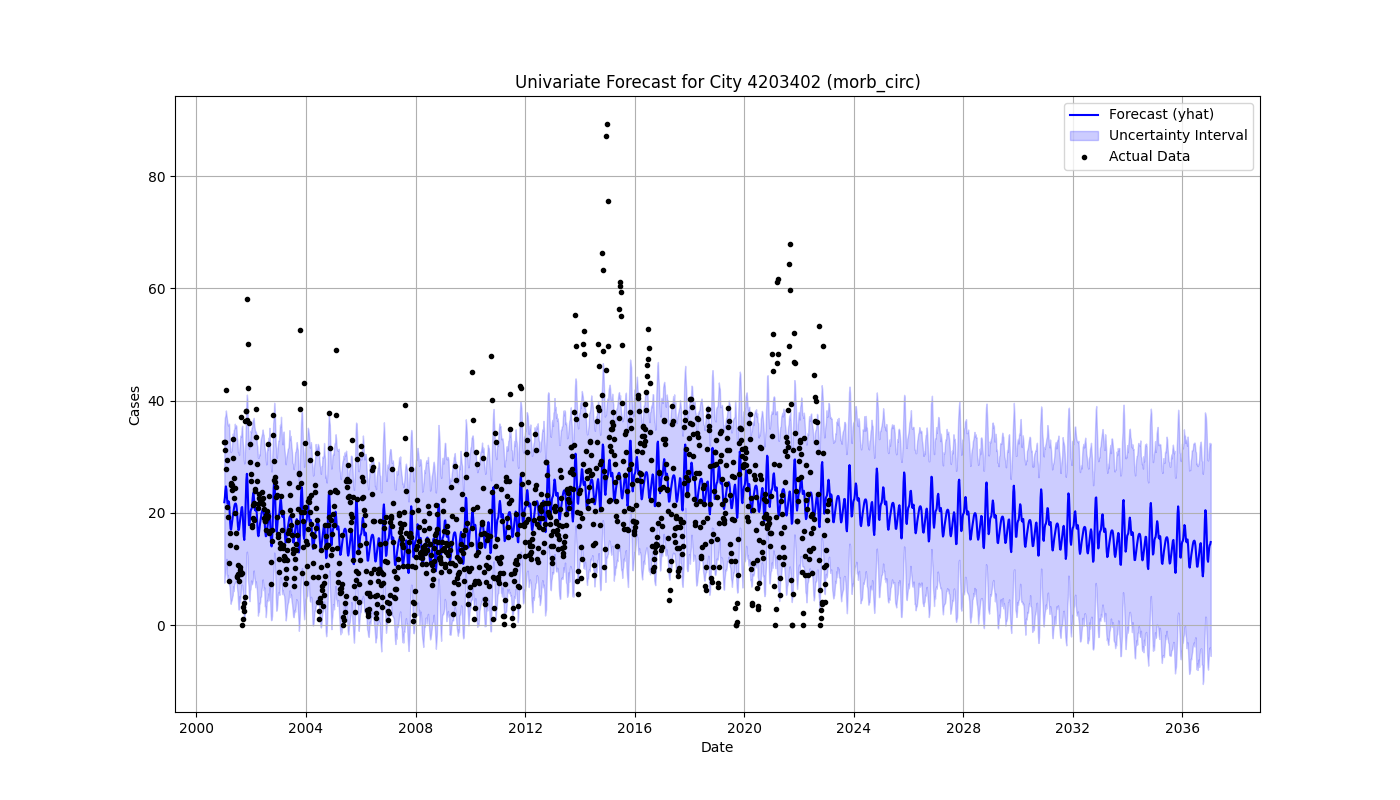 Univariate Forecast for City 4203402 (morb_circ)
Forecast (yhat)
Uncertainty Interval
Actual Data
Cases
80
60
40
20
0
2000 2004 2008 2012 2016 2020 2024 2028 2032 2036
Date